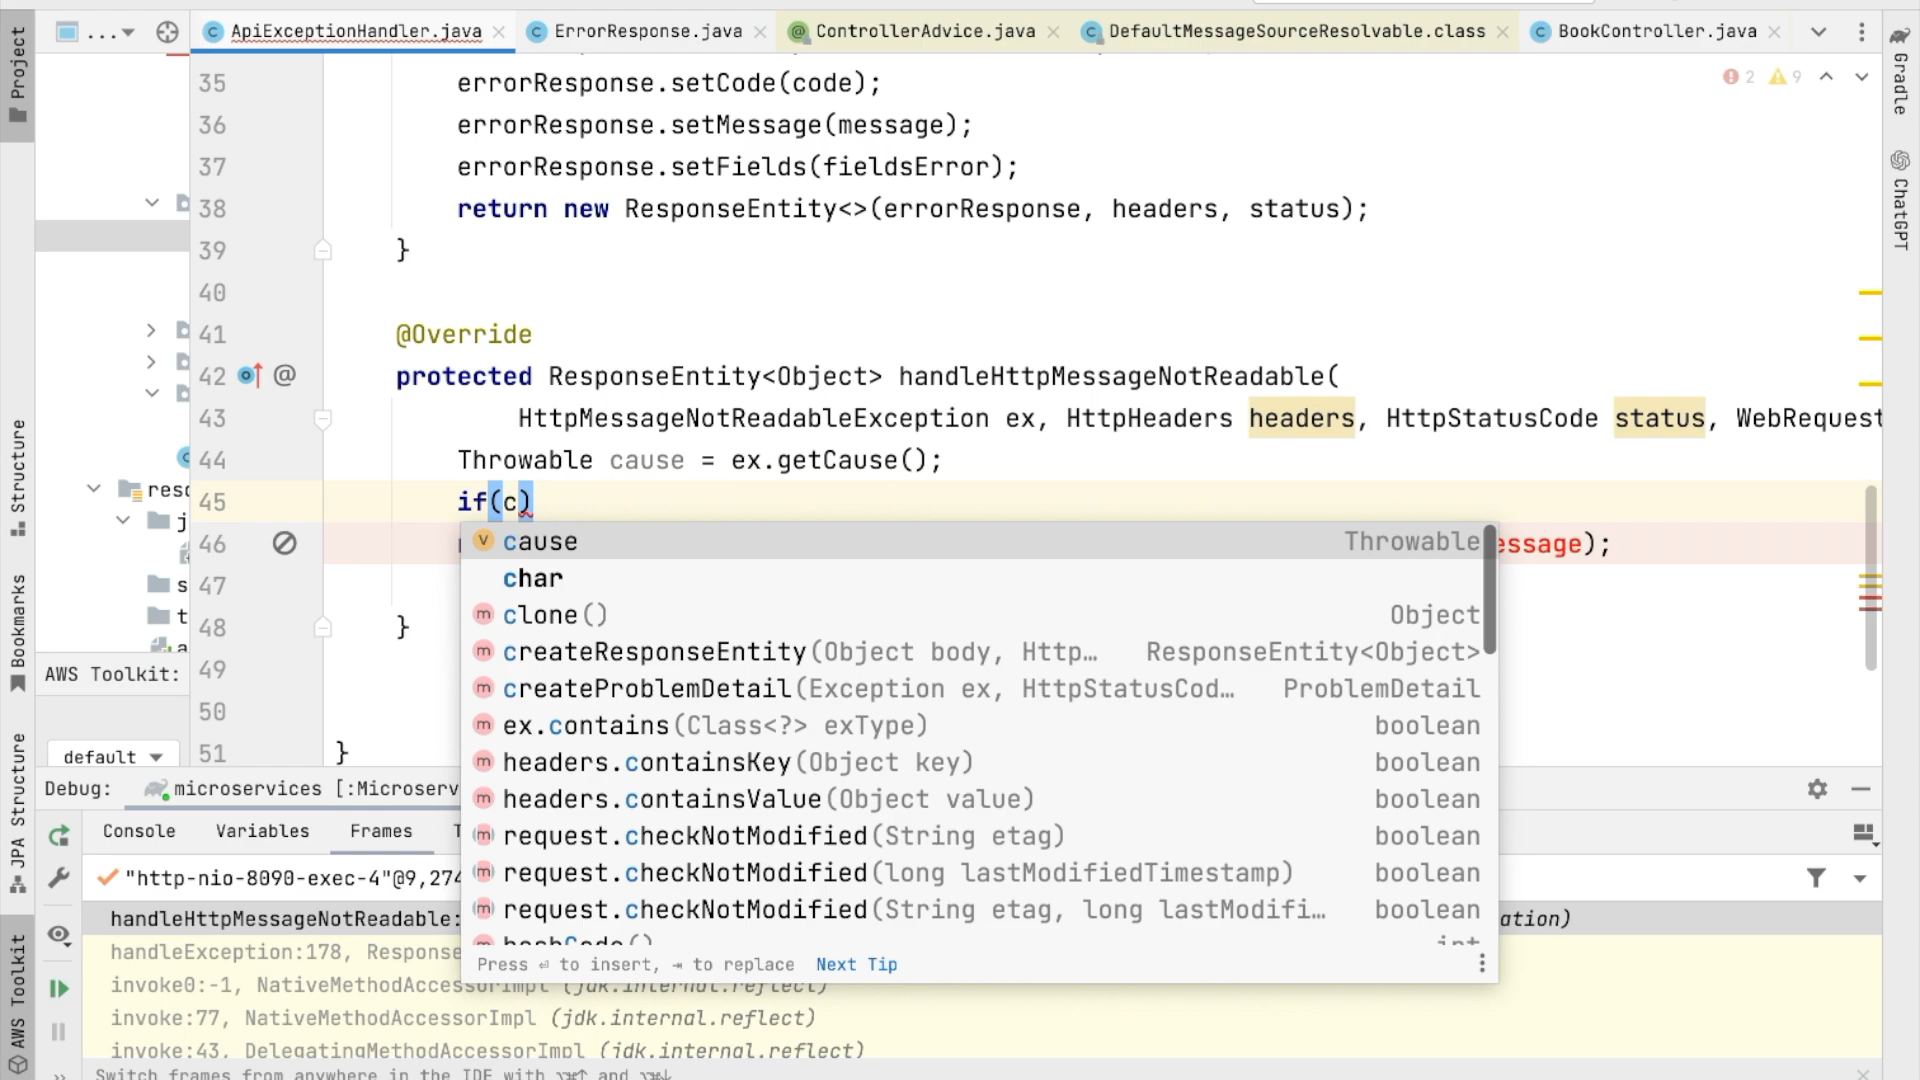 Project
...
ApiExceptionHandler.java
ErrorResponse.java
ControllerAdvice.java
DefaultMessageSourceResolvable.class
BookController.java
Gradle
ChatGPT
2 9
35 errorResponse.setCode(code);
36 errorResponse.setMessage(message);
37 errorResponse.setFields(fieldsError);
38 return new ResponseEntity<>(errorResponse, headers, status);
39 }
40
41 @Override
42 @ protected ResponseEntity<Object> handleHttpMessageNotReadable(
43 HttpMessageNotReadableException ex, HttpHeaders headers, HttpStatusCode status, WebRequest
44 Throwable cause = ex.getCause();
45 if(c)
46 essage);
47
48 }
49
50
51 }
cause Throwable
char
clone() Object
createResponseEntity(Object body, Http… ResponseEntity<Object>
createProblemDetail(Exception ex, HttpStatusCod… ProblemDetail
ex.contains(Class<?> exType) boolean
headers.containsKey(Object key) boolean
headers.containsValue(Object value) boolean
request.checkNotModified(String etag) boolean
request.checkNotModified(long lastModifiedTimestamp) boolean
request.checkNotModified(String etag, long lastModifi… boolean
hashCode() int
Press ⏎ to insert, ⇥ to replace Next Tip
reso
j
s
t
a
AWS Toolkit:
default
Structure
Bookmarks
JPA Structure
AWS Toolkit
Debug: microservices [:Microserv
Console Variables Frames T
"http-nio-8090-exec-4"@9,274
handleHttpMessageNotReadable: ation)
handleException:178, Response
invoke0:-1, NativeMethodAccessorImpl (jdk.internal.reflect)
invoke:77, NativeMethodAccessorImpl (jdk.internal.reflect)
invoke:43, DelegatingMethodAccessorImpl (jdk.internal.reflect)
Switch frames from anywhere in the IDE with ⌥⌘↑ and ⌥⌘↓